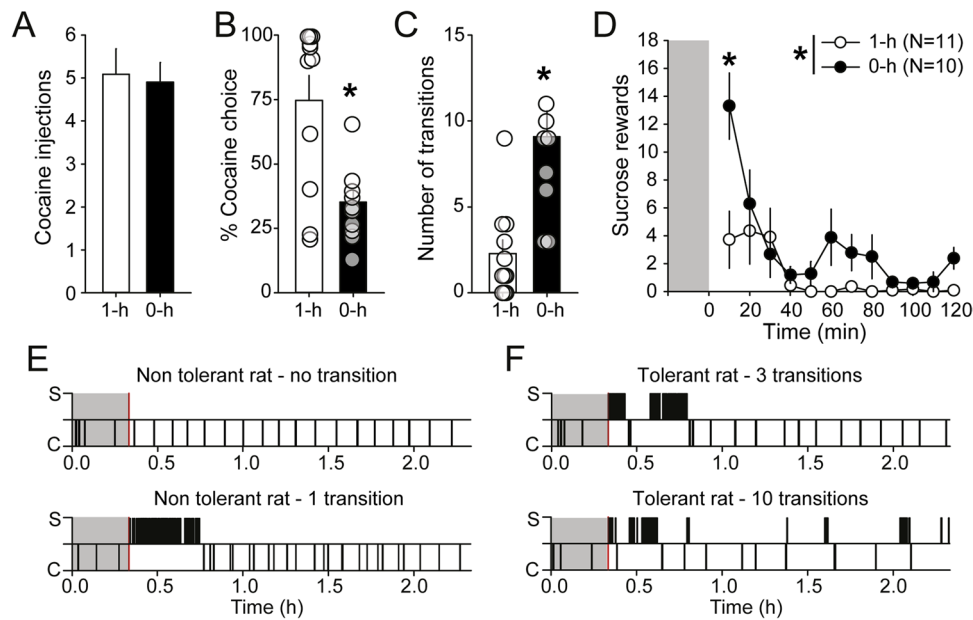 A
Cocaine injections
6
5
4
3
2
1
0
1-h 0-h
B
% Cocaine choice
100
75
50
25
0
*
1-h 0-h
C
Number of transitions
15
10
5
0
*
1-h 0-h
D
Sucrose rewards
18
16
14
12
10
8
6
4
2
0
*
* 1-h (N=11)
0-h (N=10)
0 20 40 60 80 100 120
Time (min)
E
Non tolerant rat - no transition
S
C
0.0 0.5 1.0 1.5 2.0
Non tolerant rat - 1 transition
S
C
0.0 0.5 1.0 1.5 2.0
Time (h)
F
Tolerant rat - 3 transitions
S
C
0.0 0.5 1.0 1.5 2.0
Tolerant rat - 10 transitions
S
C
0.0 0.5 1.0 1.5 2.0
Time (h)